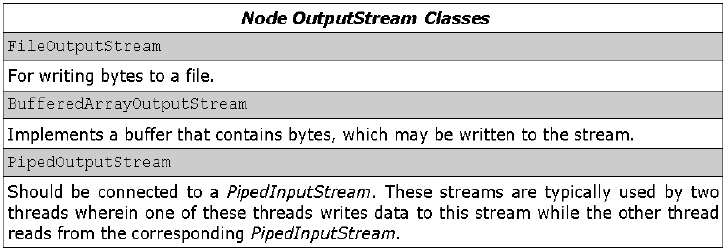 Node OutputStream Classes
FileOutputStream
For writing bytes to a file.
BufferedArrayOutputStream
Implements a buffer that contains bytes, which may be written to the stream.
PipedOutputStream
Should be connected to a PipedInputStream. These streams are typically used by two
threads wherein one of these threads writes data to this stream while the other thread
reads from the corresponding PipedInputStream.